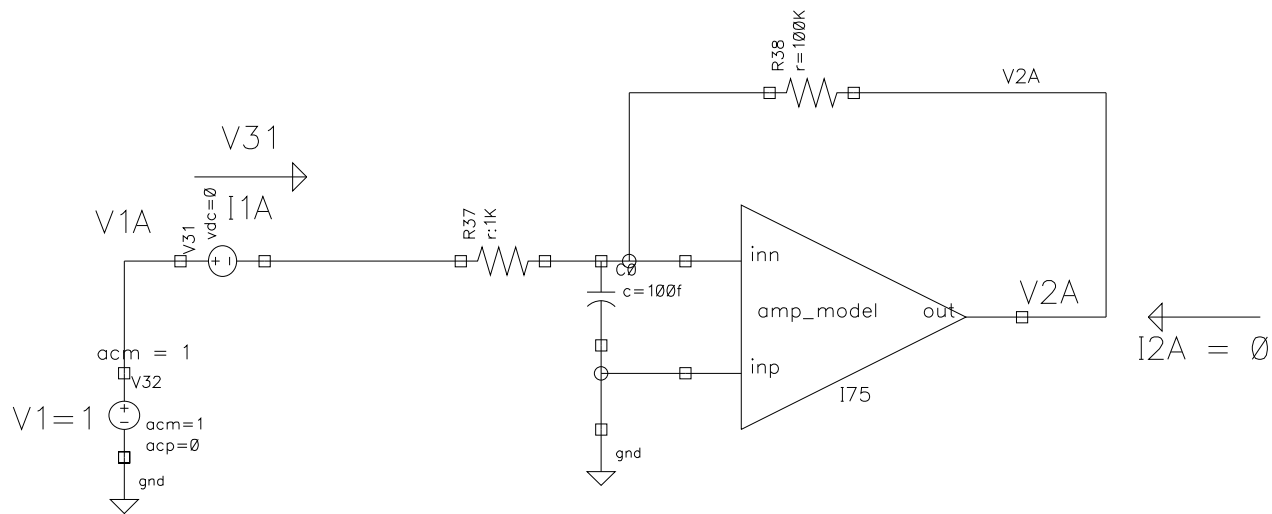 R38
r=100K
V2A
V31
I1A
vdc=0
V1A
V31
R37
r:1K
C0
c=100f
inn
amp_model
out
inp
I75
V2A
I2A = 0
acm = 1
V32
V1=1
acm=1
acp=0
gnd
gnd